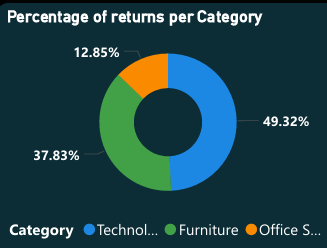 Percentage of returns per Category
12.85%
49.32%
37.83%
Category Technol... Furniture Office S...